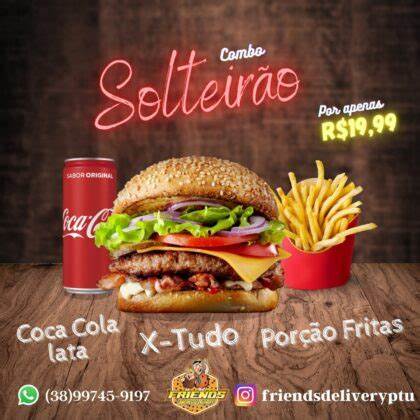 Combo
Solteirão
Por apenas
R$19,99
SABOR ORIGINAL
Coca-C
Coca Cola
lata
X-Tudo
Porção Fritas
(38)99745-9197
FRIENDS
friendsdeliveryptu